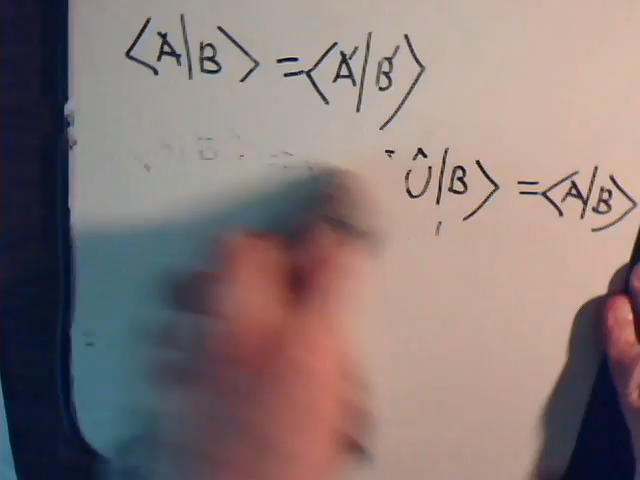 ⟨A|B⟩ = ⟨A'|B'⟩
Û|B⟩ = ⟨A|B⟩